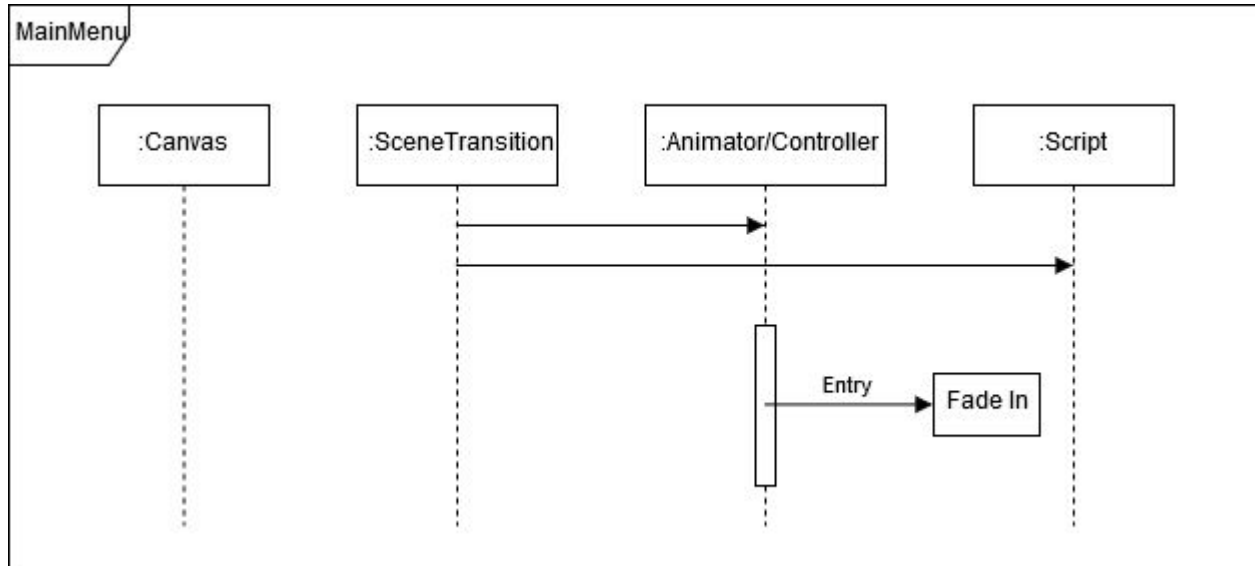 MainMenu
:Canvas
:SceneTransition
:Animator/Controller
:Script
Entry
Fade In